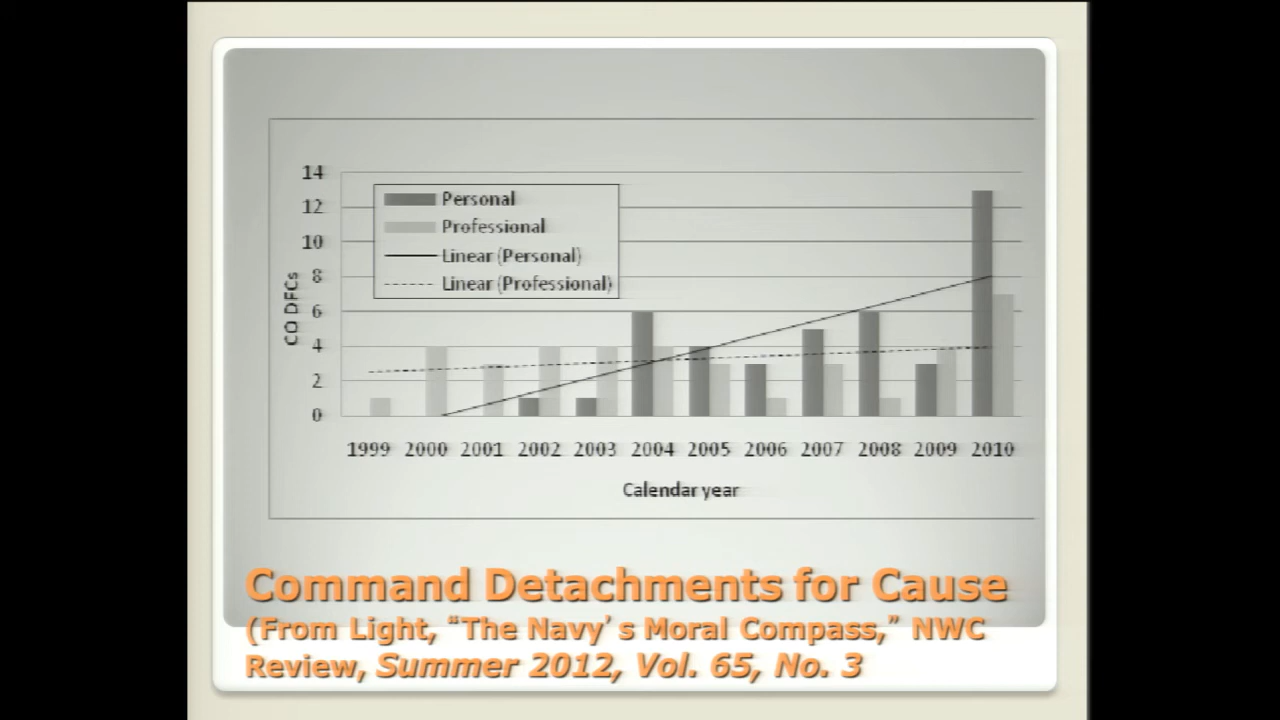 14
12
10
8
6
4
2
0
CO DFCs
Personal
Professional
Linear (Personal)
Linear (Professional)
1999 2000 2001 2002 2003 2004 2005 2006 2007 2008 2009 2010
Calendar year
Command Detachments for Cause
(From Light, “The Navy’s Moral Compass,” NWC
Review, Summer 2012, Vol. 65, No. 3